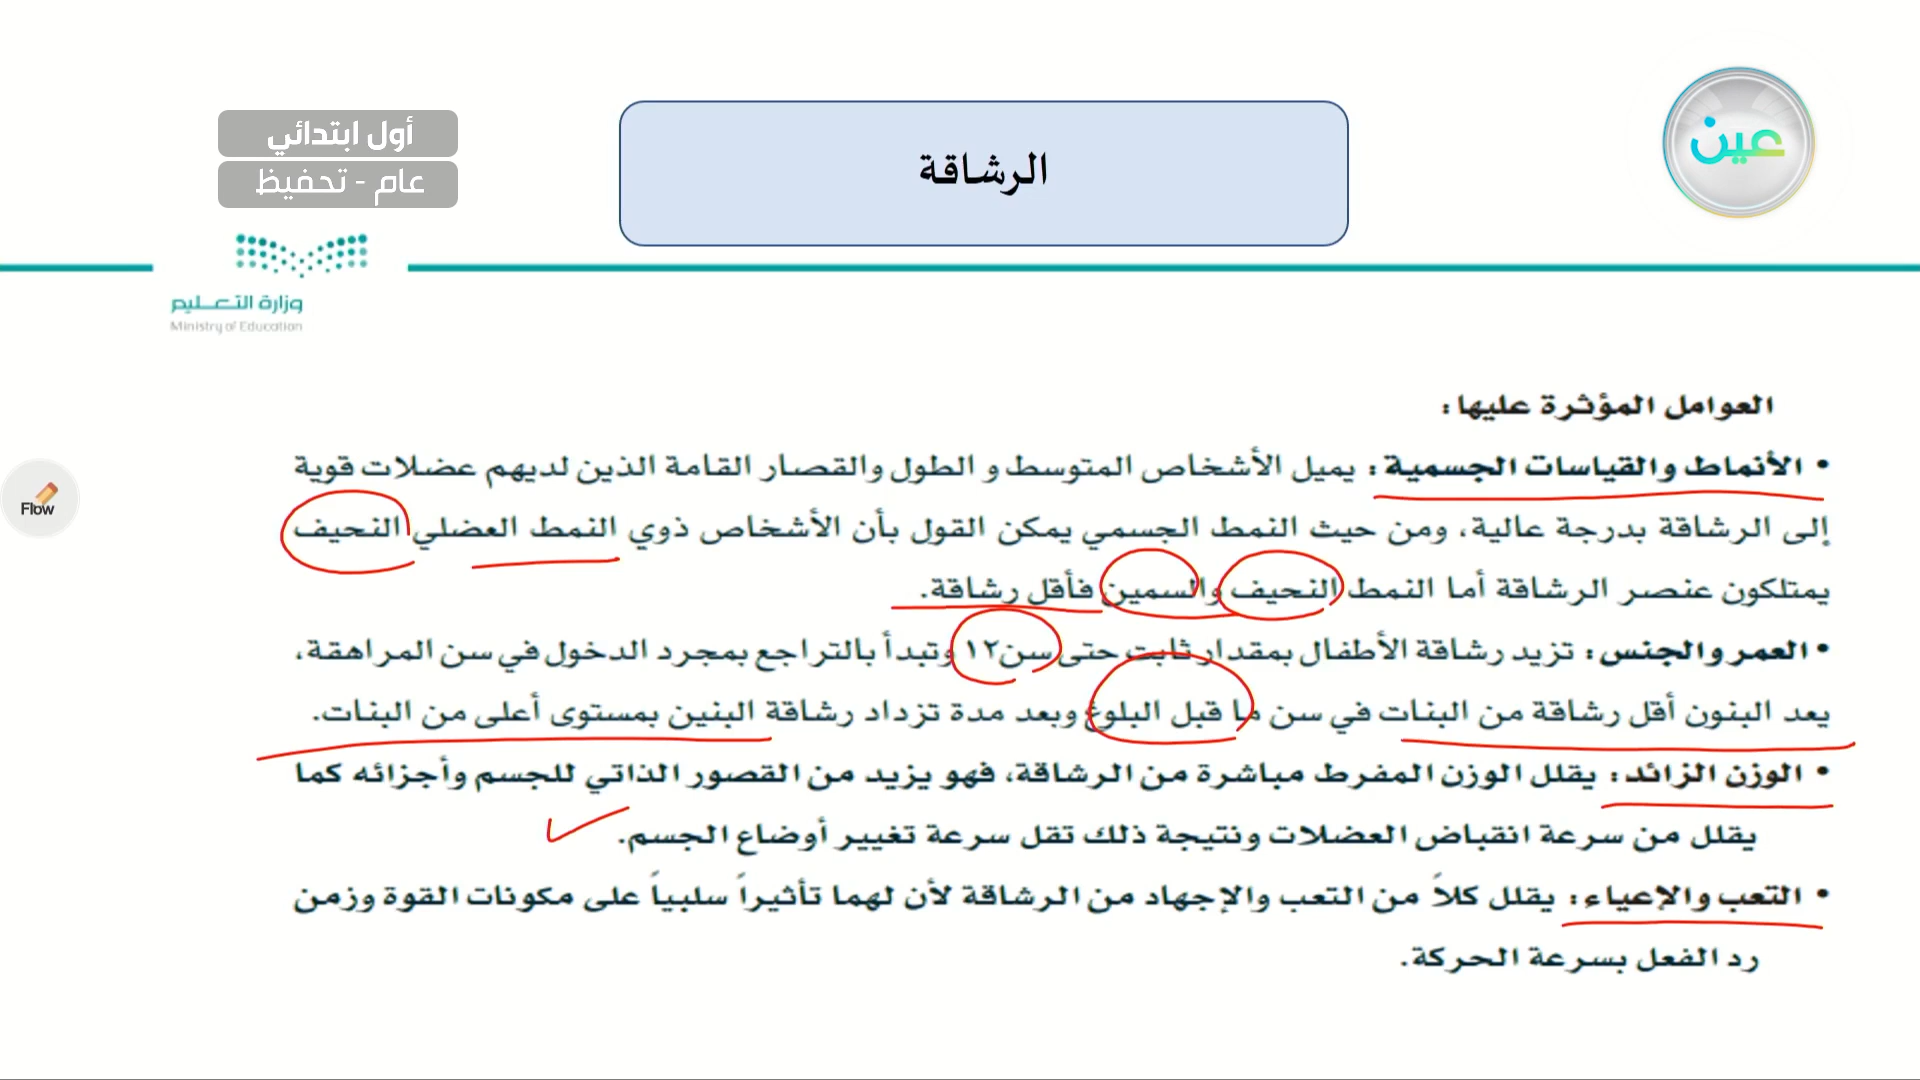 أول ابتدائي
عام - تحفيظ
الرشاقة
عين
وزارة التعليم
Ministry of Education
Flow
العوامل المؤثرة عليها:
• الأنماط والقياسات الجسمية: يميل الأشخاص المتوسط و الطول والقصار القامة الذين لديهم عضلات قوية
إلى الرشاقة بدرجة عالية، ومن حيث النمط الجسمي يمكن القول بأن الأشخاص ذوي النمط العضلي النحيف
يمتلكون عنصر الرشاقة أما النمط النحيف والسمين فأقل رشاقة.
• العمر والجنس: تزيد رشاقة الأطفال بمقدار ثابت حتى سن١٢ وتبدأ بالتراجع بمجرد الدخول في سن المراهقة،
يعد البنون أقل رشاقة من البنات في سن ما قبل البلوغ وبعد مدة تزداد رشاقة البنين بمستوى أعلى من البنات.
• الوزن الزائد: يقلل الوزن المفرط مباشرة من الرشاقة، فهو يزيد من القصور الذاتي للجسم وأجزائه كما
يقلل من سرعة انقباض العضلات ونتيجة ذلك تقل سرعة تغيير أوضاع الجسم.
• التعب والإعياء: يقلل كلاً من التعب والإجهاد من الرشاقة لأن لهما تأثيراً سلبياً على مكونات القوة وزمن
رد الفعل بسرعة الحركة.